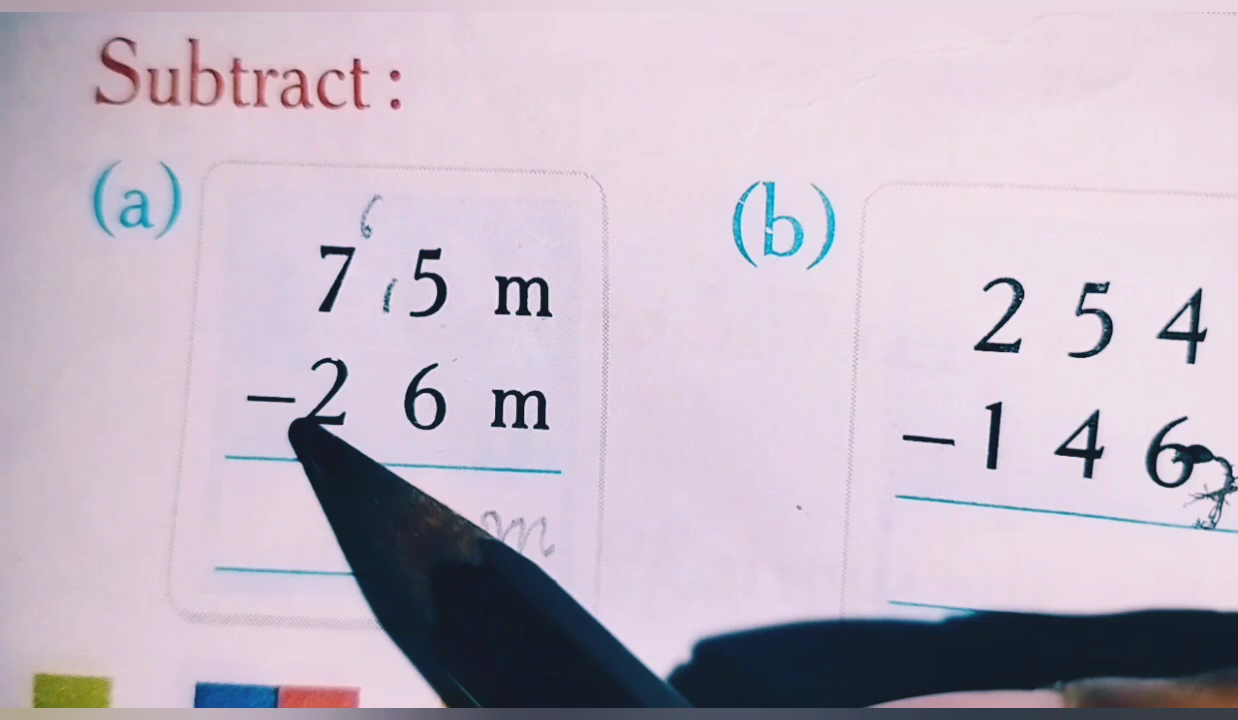 Subtract :
(a)
6
7 1 5 m
– 2 6 m
m
(b)
2 5 4
– 1 4 6